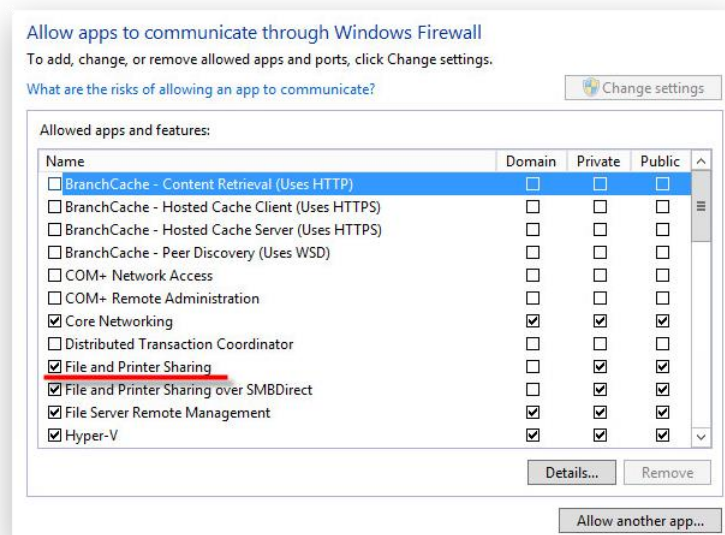 Allow apps to communicate through Windows Firewall
To add, change, or remove allowed apps and ports, click Change settings.
What are the risks of allowing an app to communicate?
Change settings
Allowed apps and features:
Name Domain Private Public
BranchCache - Content Retrieval (Uses HTTP)
BranchCache - Hosted Cache Client (Uses HTTPS)
BranchCache - Hosted Cache Server (Uses HTTPS)
BranchCache - Peer Discovery (Uses WSD)
COM+ Network Access
COM+ Remote Administration
Core Networking
Distributed Transaction Coordinator
File and Printer Sharing
File and Printer Sharing over SMBDirect
File Server Remote Management
Hyper-V
Details... Remove
Allow another app...